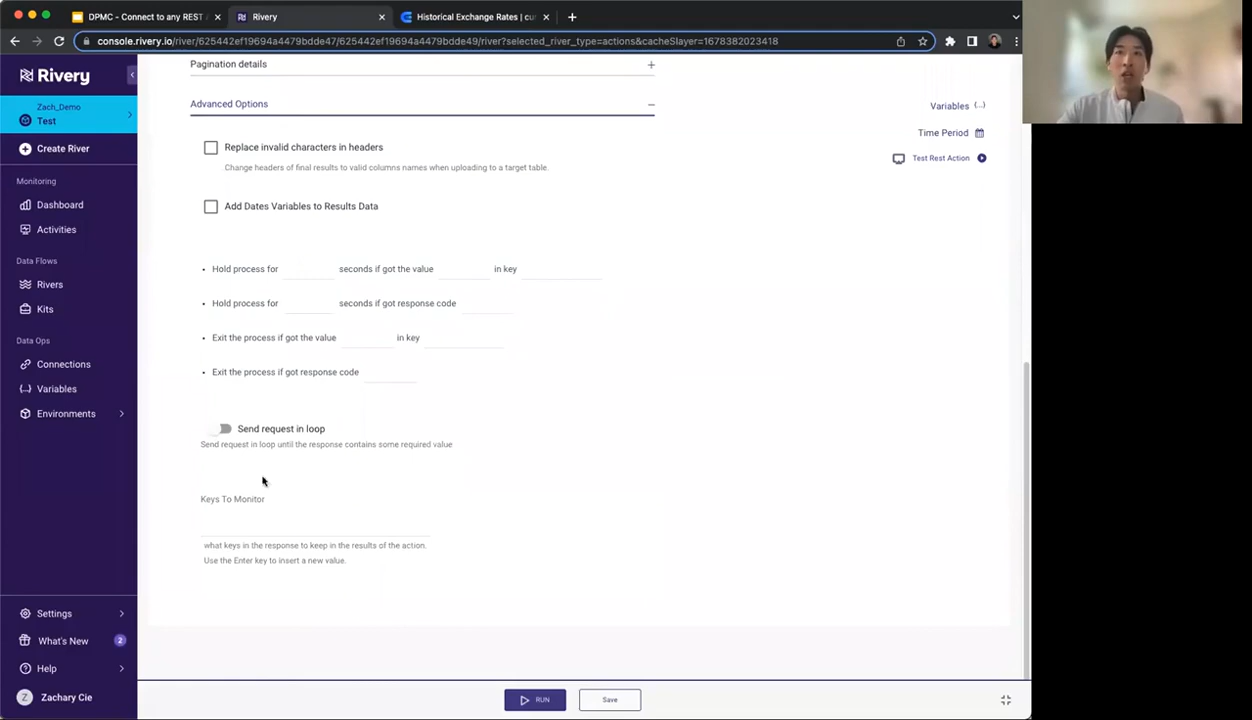 DPMC - Connect to any REST
Rivery
Historical Exchange Rates | cu
console.rivery.io/river/625442ef19694a4479bdde47/625442ef19694a4479bdde49/river?selected_river_type=actions&cacheSlayer=1678382023418
Rivery
Zach_Demo
Test
Create River
Monitoring
Dashboard
Activities
Data Flows
Rivers
Kits
Data Ops
Connections
Variables
Environments
Settings
What's New 2
Help
Z Zachary Cie
Pagination details
Advanced Options
Variables {...}
Time Period
Test Rest Action
Replace invalid characters in headers
Change headers of final results to valid columns names when uploading to a target table.
Add Dates Variables to Results Data
• Hold process for seconds if got the value in key
• Hold process for seconds if got response code
• Exit the process if got the value in key
• Exit the process if got response code
Send request in loop
Send request in loop until the response contains some required value
Keys To Monitor
what keys in the response to keep in the results of the action.
Use the Enter key to insert a new value.
RUN
Save